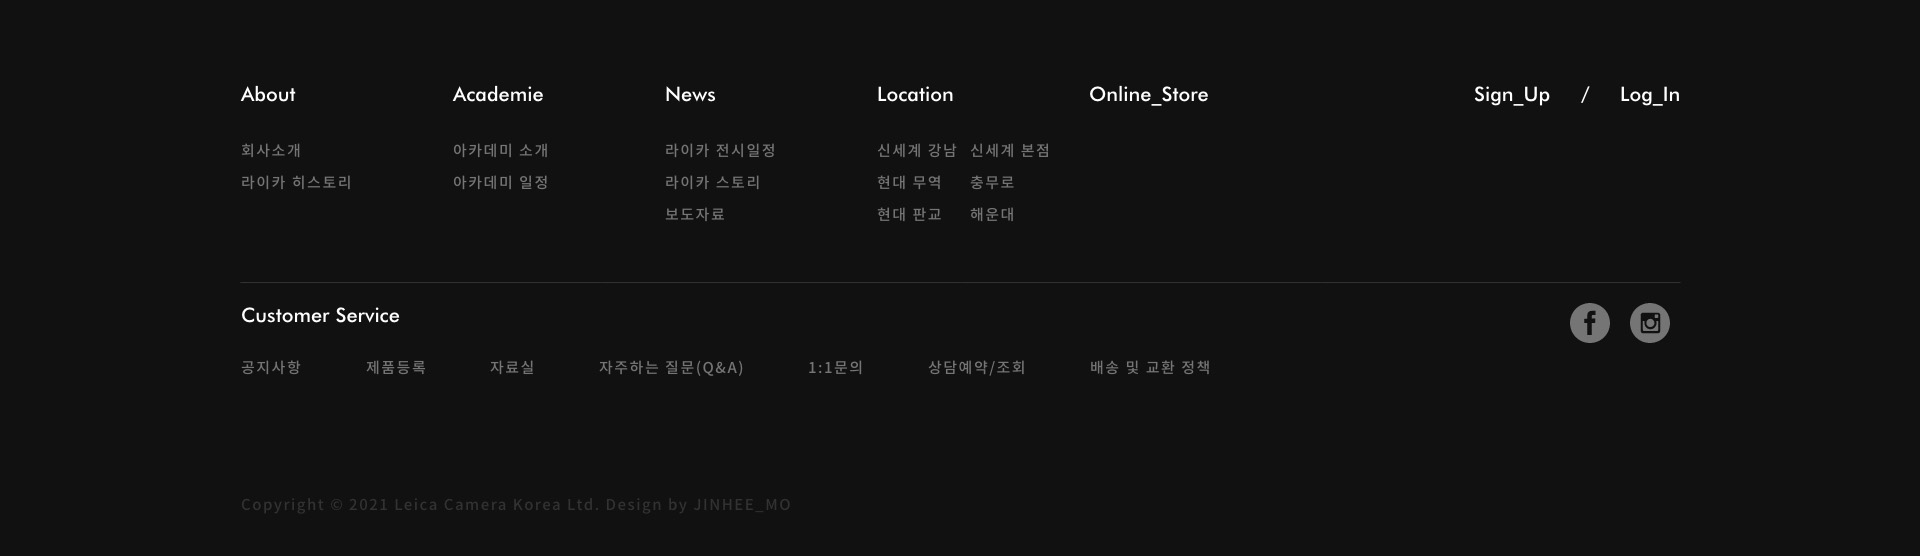 About Academie News Location Online_Store Sign_Up / Log_In
회사소개 아카데미 소개 라이카 전시일정 신세계 강남 신세계 본점
라이카 히스토리 아카데미 일정 라이카 스토리 현대 무역 충무로
보도자료 현대 판교 해운대
Customer Service
공지사항 제품등록 자료실 자주하는 질문(Q&A) 1:1문의 상담예약/조회 배송 및 교환 정책
Copyright © 2021 Leica Camera Korea Ltd. Design by JINHEE_MO